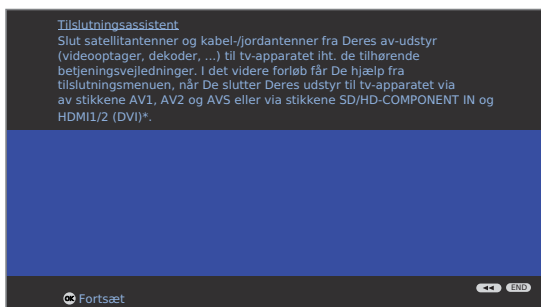 Tilslutningsassistent
Slut satellitantenner og kabel-/jordantenner fra Deres av-udstyr
(videooptager, dekoder, ...) til tv-apparatet iht. de tilhørende
betjeningsvejledninger. I det videre forløb får De hjælp fra
tilslutningsmenuen, når De slutter Deres udstyr til tv-apparatet via
av stikkene AV1, AV2 og AVS eller via stikkene SD/HD-COMPONENT IN og
HDMI1/2 (DVI)*.
END
OK Fortsæt